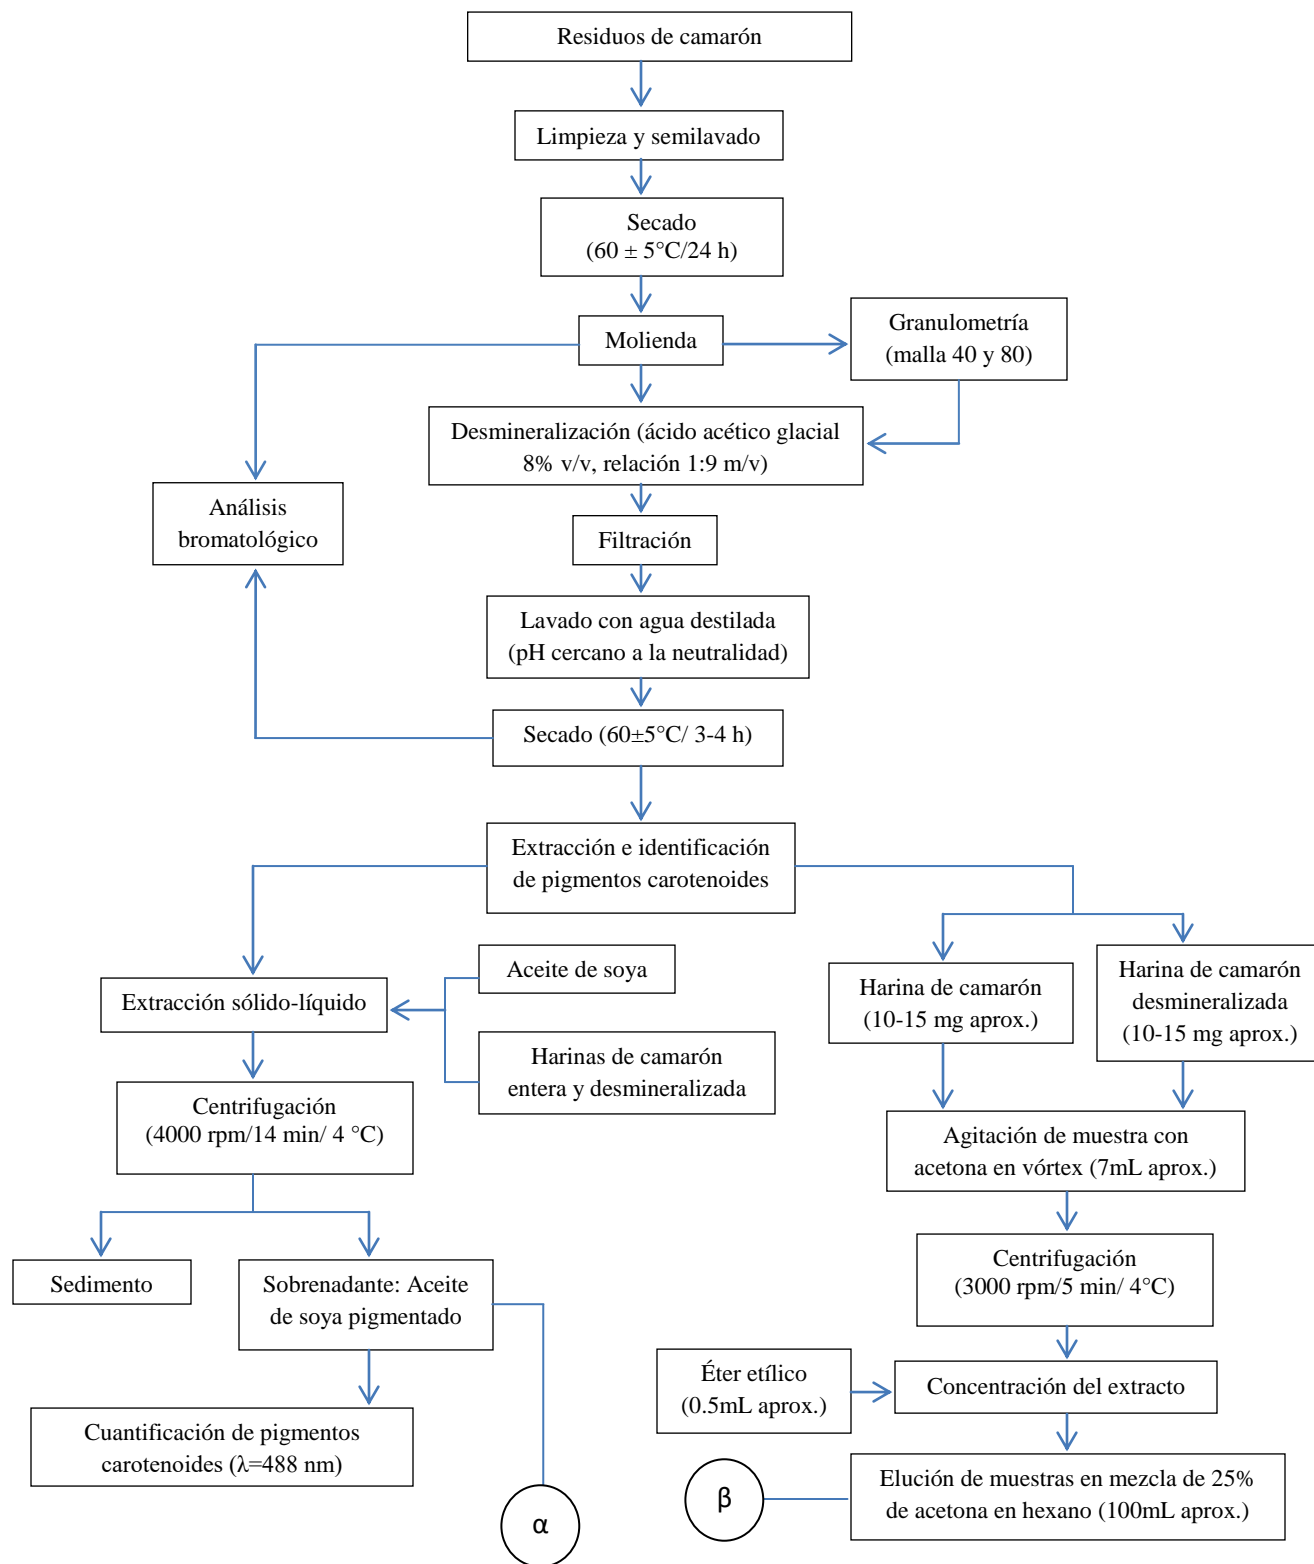 Residuos de camarón
Limpieza y semilavado
Secado
(60 ± 5°C/24 h)
Molienda
Granulometría
(malla 40 y 80)
Desmineralización (ácido acético glacial
8% v/v, relación 1:9 m/v)
Análisis
bromatológico
Filtración
Lavado con agua destilada
(pH cercano a la neutralidad)
Secado (60±5°C/ 3-4 h)
Extracción e identificación
de pigmentos carotenoides
Extracción sólido-líquido
Aceite de soya
Harinas de camarón
entera y desmineralizada
Centrifugación
(4000 rpm/14 min/ 4 °C)
Sedimento
Sobrenadante: Aceite
de soya pigmentado
Cuantificación de pigmentos
carotenoides (λ=488 nm)
α
Harina de camarón
(10-15 mg aprox.)
Harina de camarón
desmineralizada
(10-15 mg aprox.)
Agitación de muestra con
acetona en vórtex (7mL aprox.)
Centrifugación
(3000 rpm/5 min/ 4°C)
Éter etílico
(0.5mL aprox.)
Concentración del extracto
Elución de muestras en mezcla de 25%
de acetona en hexano (100mL aprox.)
β